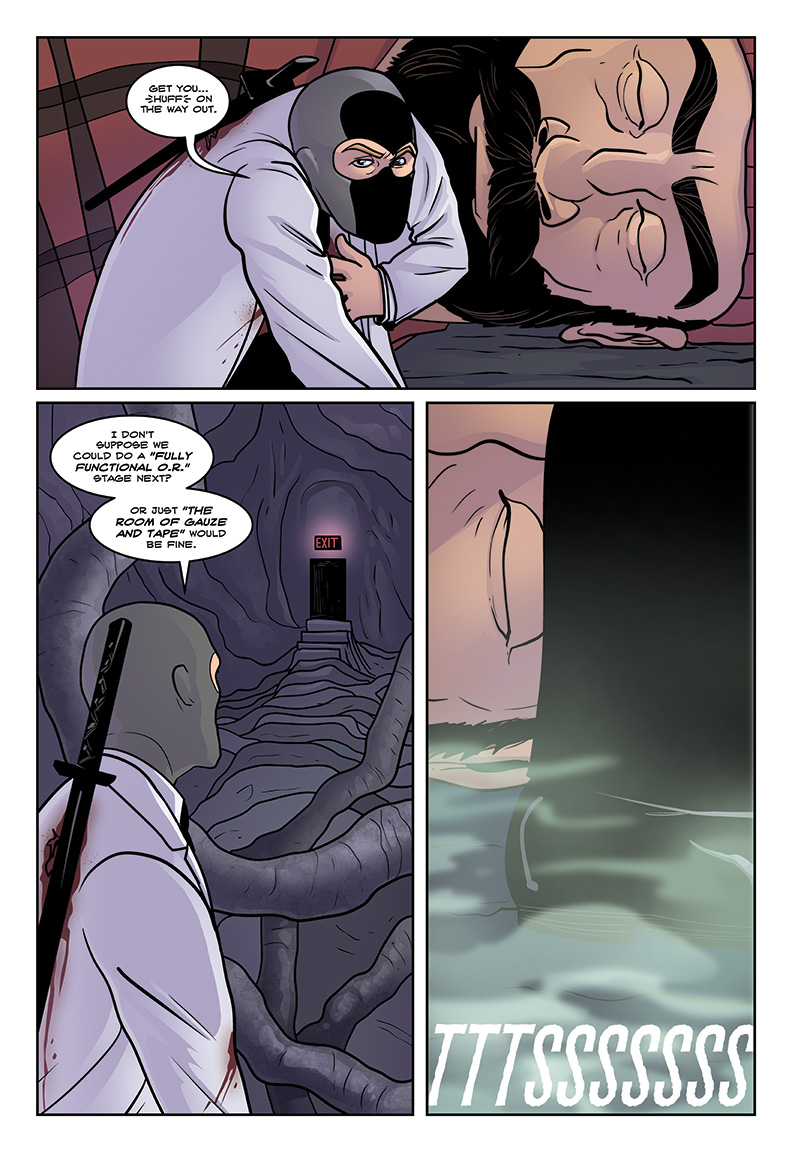 GET YOU...
HUFF ON
THE WAY OUT.
I DON'T
SUPPOSE WE
COULD DO A "FULLY
FUNCTIONAL O.R."
STAGE NEXT?
OR JUST "THE
ROOM OF GAUZE
AND TAPE" WOULD
BE FINE.
EXIT
TTTSSSSSSS